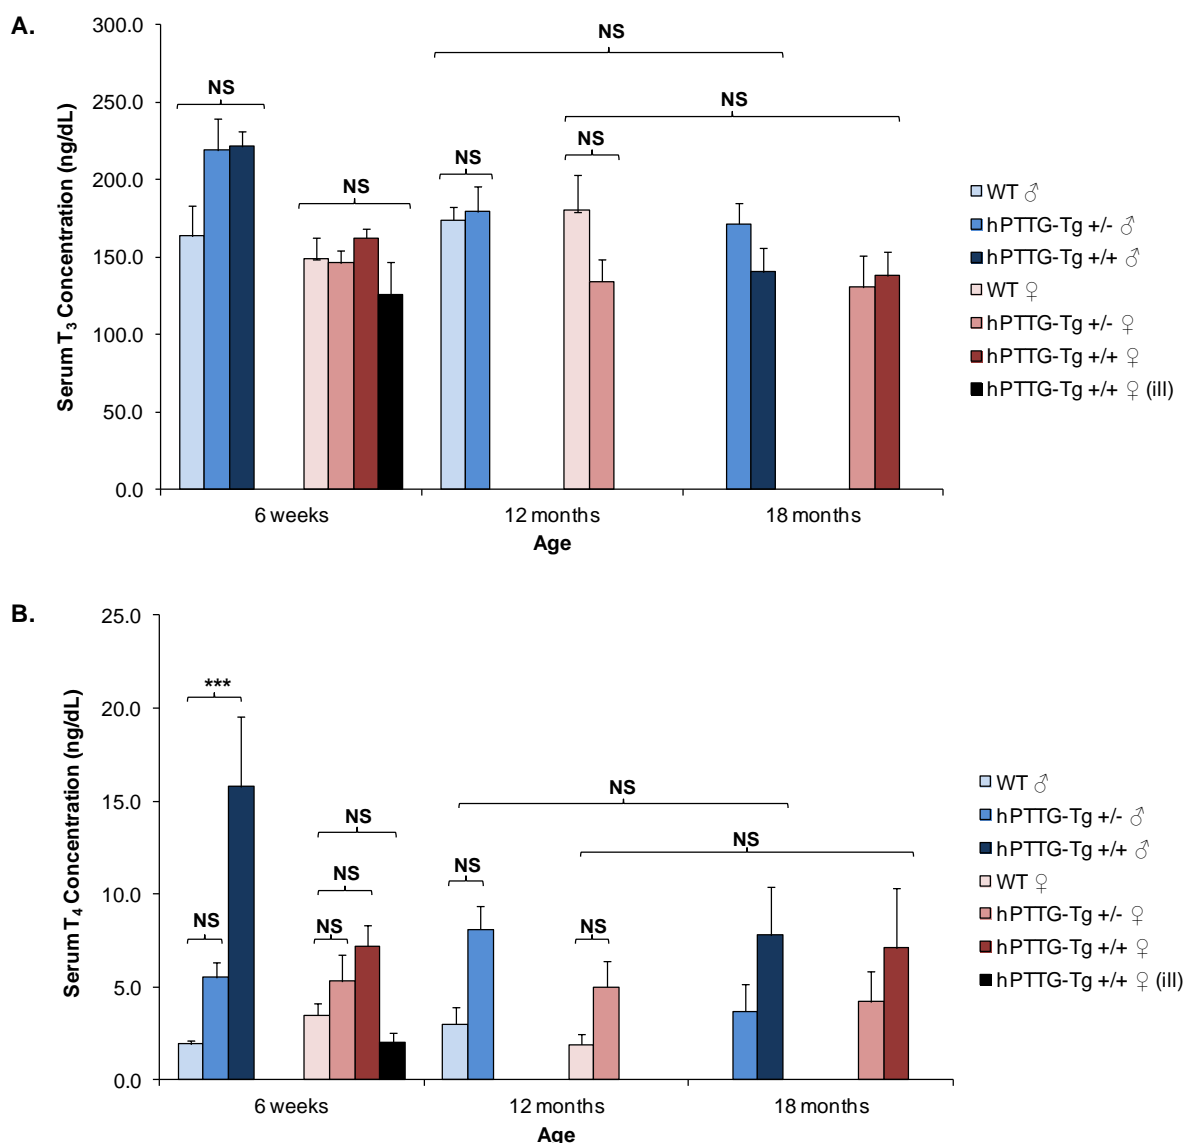 A.
300.0
250.0
200.0
150.0
100.0
50.0
0.0
Serum T₃ Concentration (ng/dL)
NS
NS
NS
NS
NS
NS
6 weeks
12 months
18 months
Age
WT ♂
hPTTG-Tg +/- ♂
hPTTG-Tg +/+ ♂
WT ♀
hPTTG-Tg +/- ♀
hPTTG-Tg +/+ ♀
hPTTG-Tg +/+ ♀ (ill)
B.
25.0
20.0
15.0
10.0
5.0
0.0
Serum T₄ Concentration (ng/dL)
***
NS
NS
NS
NS
NS
NS
NS
NS
6 weeks
12 months
18 months
Age
WT ♂
hPTTG-Tg +/- ♂
hPTTG-Tg +/+ ♂
WT ♀
hPTTG-Tg +/- ♀
hPTTG-Tg +/+ ♀
hPTTG-Tg +/+ ♀ (ill)